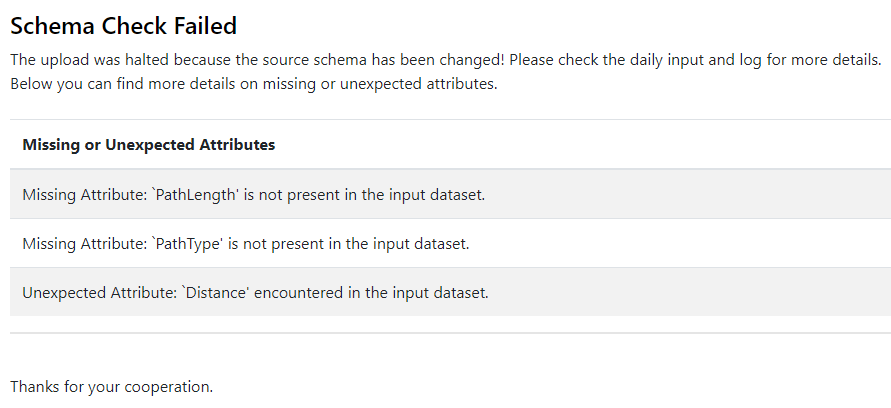 Schema Check Failed
The upload was halted because the source schema has been changed! Please check the daily input and log for more details.
Below you can find more details on missing or unexpected attributes.
Missing or Unexpected Attributes
Missing Attribute: `PathLength' is not present in the input dataset.
Missing Attribute: `PathType' is not present in the input dataset.
Unexpected Attribute: `Distance' encountered in the input dataset.
Thanks for your cooperation.